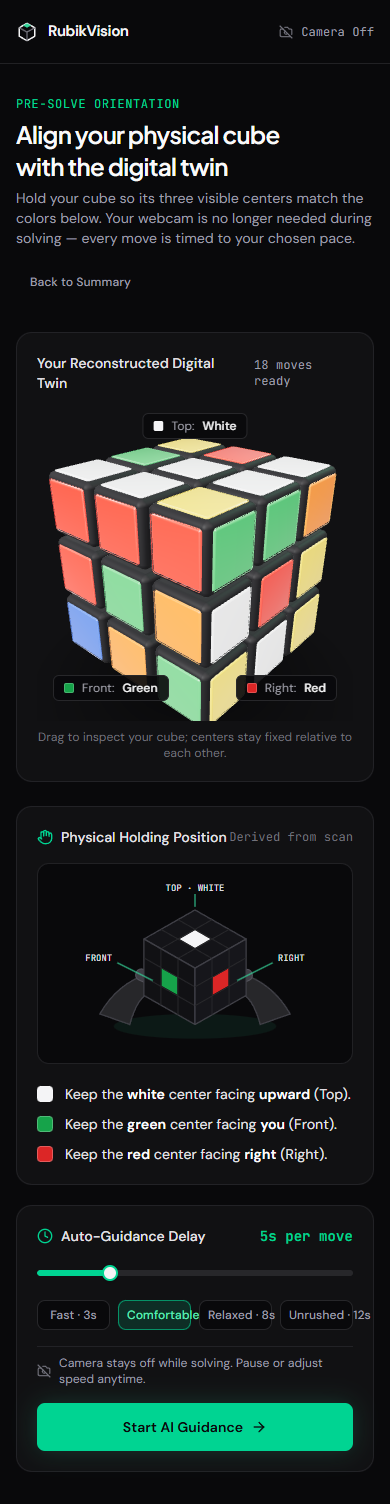 RubikVision
Camera Off
PRE-SOLVE ORIENTATION
Align your physical cube
with the digital twin
Hold your cube so its three visible centers match the
colors below. Your webcam is no longer needed during
solving — every move is timed to your chosen pace.
Back to Summary
Your Reconstructed Digital
Twin
18 moves
ready
Top: White
Front: Green
Right: Red
Drag to inspect your cube; centers stay fixed relative to
each other.
Physical Holding Position
Derived from scan
TOP · WHITE
FRONT
RIGHT
Keep the white center facing upward (Top).
Keep the green center facing you (Front).
Keep the red center facing right (Right).
Auto-Guidance Delay
5s per move
Fast · 3s
Comfortable
Relaxed · 8s
Unrushed · 12s
Camera stays off while solving. Pause or adjust
speed anytime.
Start AI Guidance →